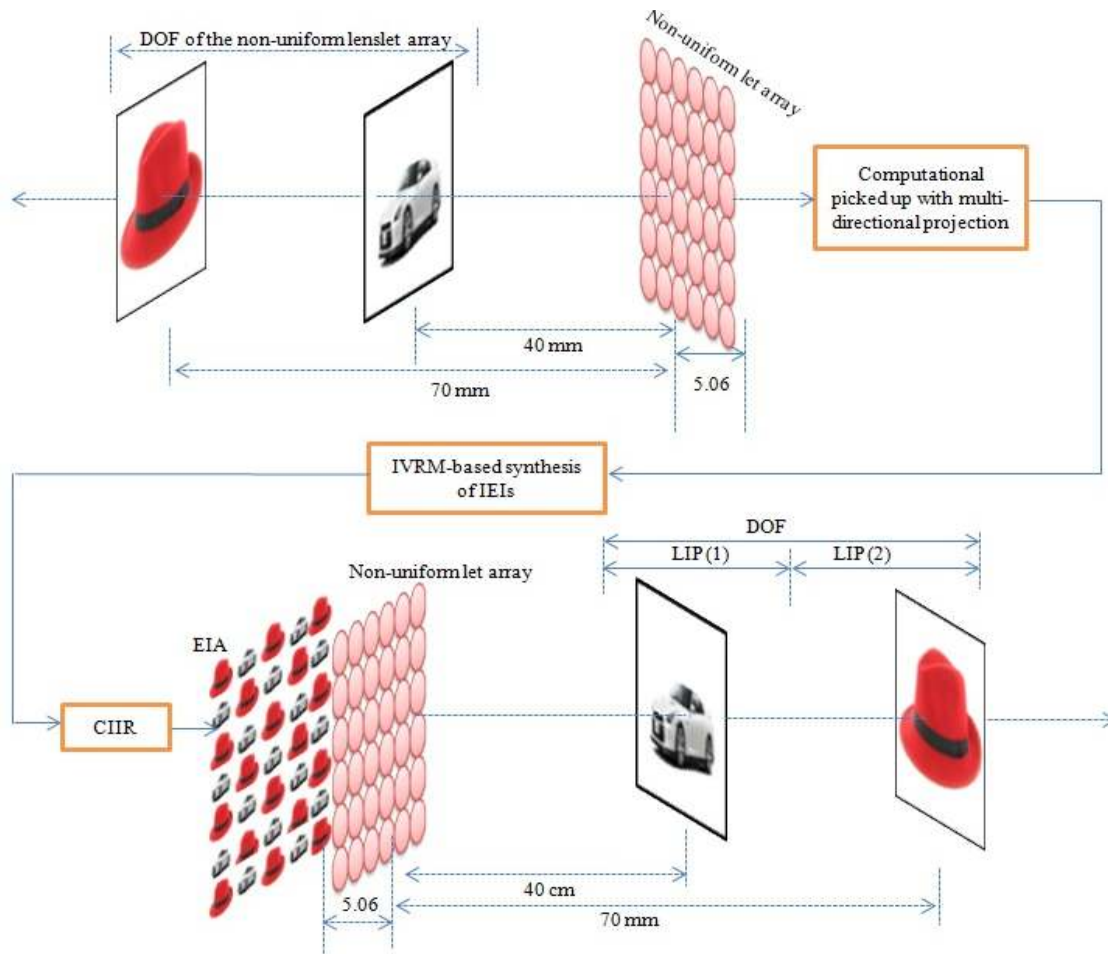 DOF of the non-uniform lenslet array
Non-uniform let array
Computational
picked up with multi-
directional projection
40 mm
70 mm
5.06
IVRM-based synthesis
of IEIs
DOF
LIP (1)
LIP (2)
Non-uniform let array
EIA
CIIR
40 cm
5.06
70 mm